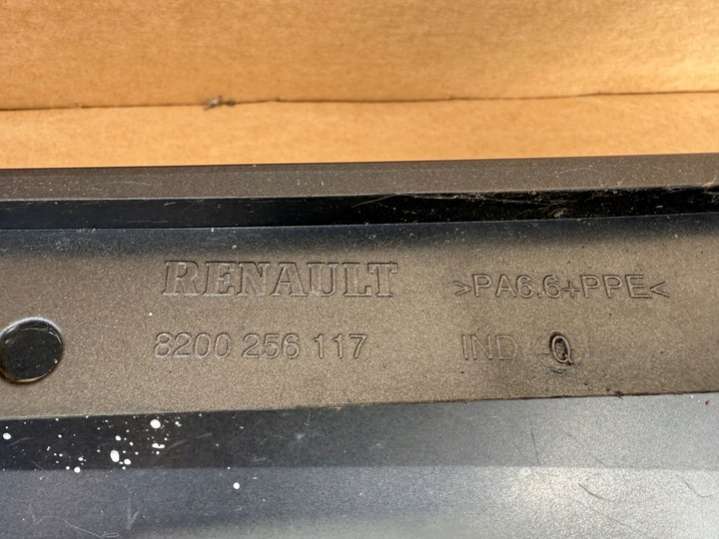 RENAULT >PA6.6+PPE<
8200 256 117 IND Q